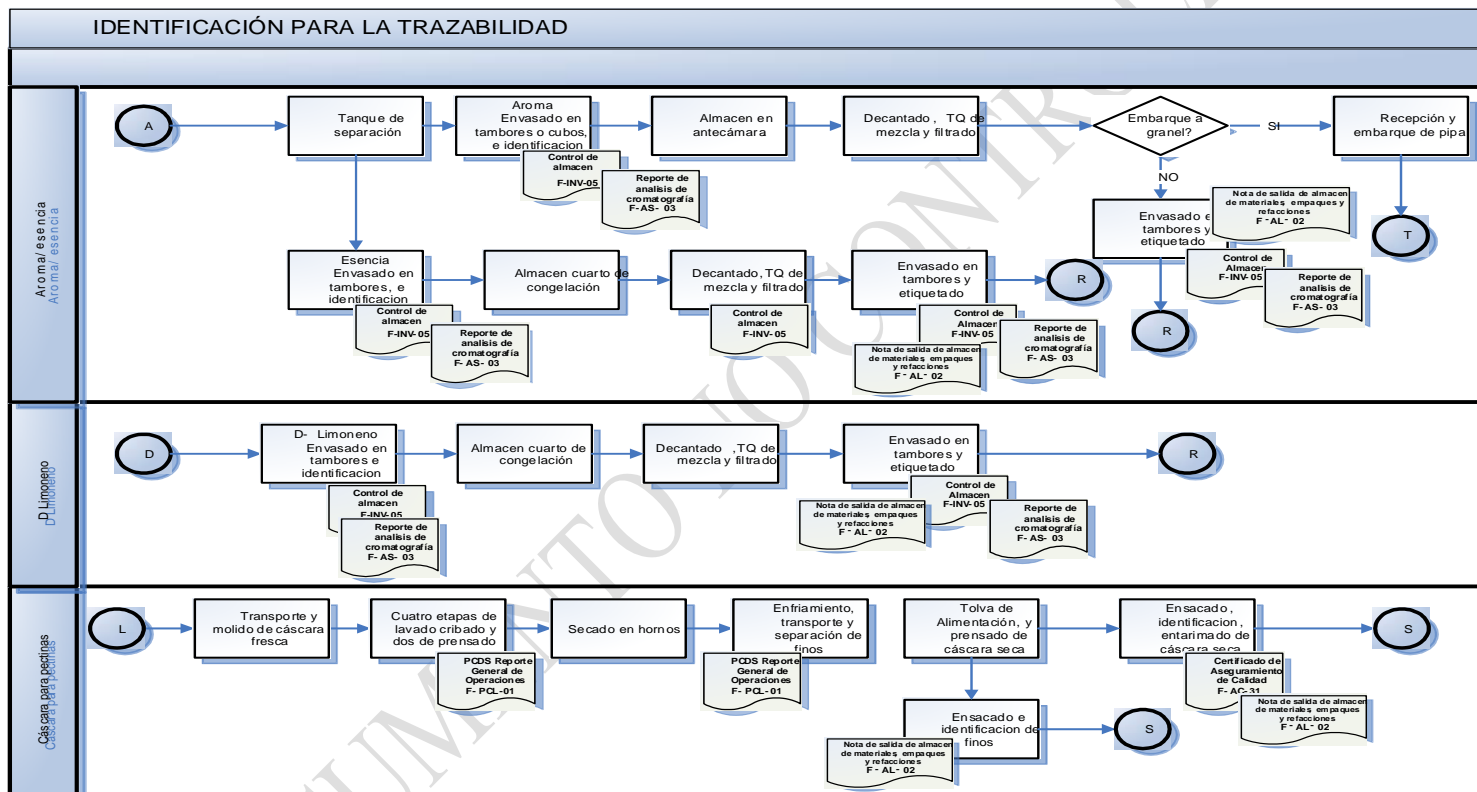 IDENTIFICACIÓN PARA LA TRAZABILIDAD
Aroma/ esencia
Aroma/ esencia
A
Tanque de
separación
Aroma
Envasado en
tambores o cubos,
e identificacion
Control de
almacen
F-INV-05
Reporte de
analisis de
cromatografía
F- AS- 03
Almacen en
antecámara
Decantado , TQ de
mezcla y filtrado
Embarque a
granel?
SI
NO
Recepción y
embarque de pipa
T
Envasado e
tambores y
etiquetado
Nota de salida de almacen
de materiales, empaques y
refacciones
F - AL - 02
Control de
Almacen
F-INV-05
Reporte de
analisis de
cromatografía
F- AS- 03
R
Esencia
Envasado en
tambores, e
identificacion
Control de
almacen
F-INV- 05
Reporte de
analisis de
cromatografía
F- AS- 03
Almacen cuarto de
congelación
Decantado, TQ de
mezcla y filtrado
Control de
almacen
F-INV-05
Envasado en
tambores y
etiquetado
Control de
Almacen
F-INV-05
Nota de salida de almacen
de materiales, empaques
y refacciones
F - AL- 02
Reporte de
analisis de
cromatografía
F- AS- 03
R
D Limoneno
D Limoneno
D
D- Limoneno
Envasado en
tambores e
identificacion
Control de
almacen
F-INV-05
Reporte de
analisis de
cromatografía
F- AS- 03
Almacen cuarto de
congelación
Decantado ,TQ de
mezcla y filtrado
Envasado en
tambores y
etiquetado
Control de
Almacen
F-INV-05
Nota de salida de almacen
de materiales, empaques
y refacciones
F - AL- 02
Reporte de
analisis de
cromatografía
F- AS- 03
R
Cáscara para pectinas
Cáscara para pectinas
L
Transporte y
molido de cáscara
fresca
Cuatro etapas de
lavado cribado y
dos de prensado
PCDS Reporte
General de
Operaciones
F- PCL-01
Secado en hornos
Enfriamiento,
transporte y
separación de
finos
PCDS Reporte
General de
Operaciones
F- PCL-01
Tolva de
Alimentación, y
prensado de
cáscara seca
Ensacado ,
identificacion ,
entarimado de
cáscara seca
Certificado de
Aseguramiento
de Calidad
F- AC-31
Nota de salida de almacen
de materiales, empaques y
refacciones
F - AL - 02
S
Ensacado e
identificacion de
finos
Nota de salida de almacen
de materiales, empaques y
refacciones
F - AL - 02
S
UMENTO NO CONTRO